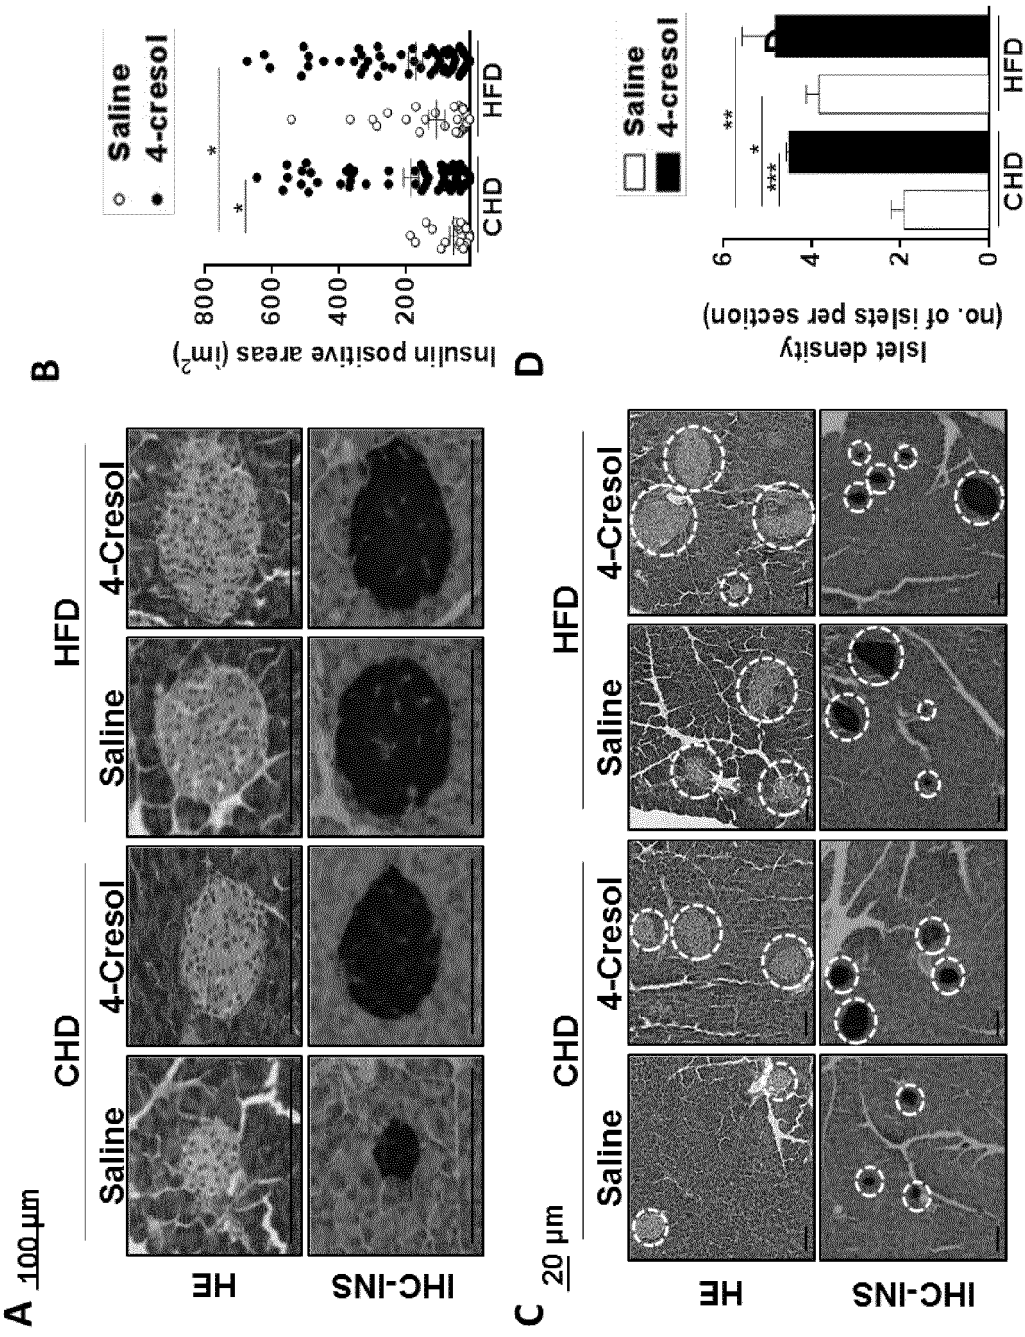 A
100 µm
CHD
HFD
Saline
4-Cresol
Saline
4-Cresol
HE
IHC-INS
B
Saline
4-cresol
Insulin positive areas (ìm²)
800
600
400
200
*
*
CHD
HFD
C
20 µm
CHD
HFD
Saline
4-Cresol
Saline
4-Cresol
HE
IHC-INS
D
Saline
4-cresol
Islet density
(no. of islets per section)
6
4
2
0
**
*
***
CHD
HFD